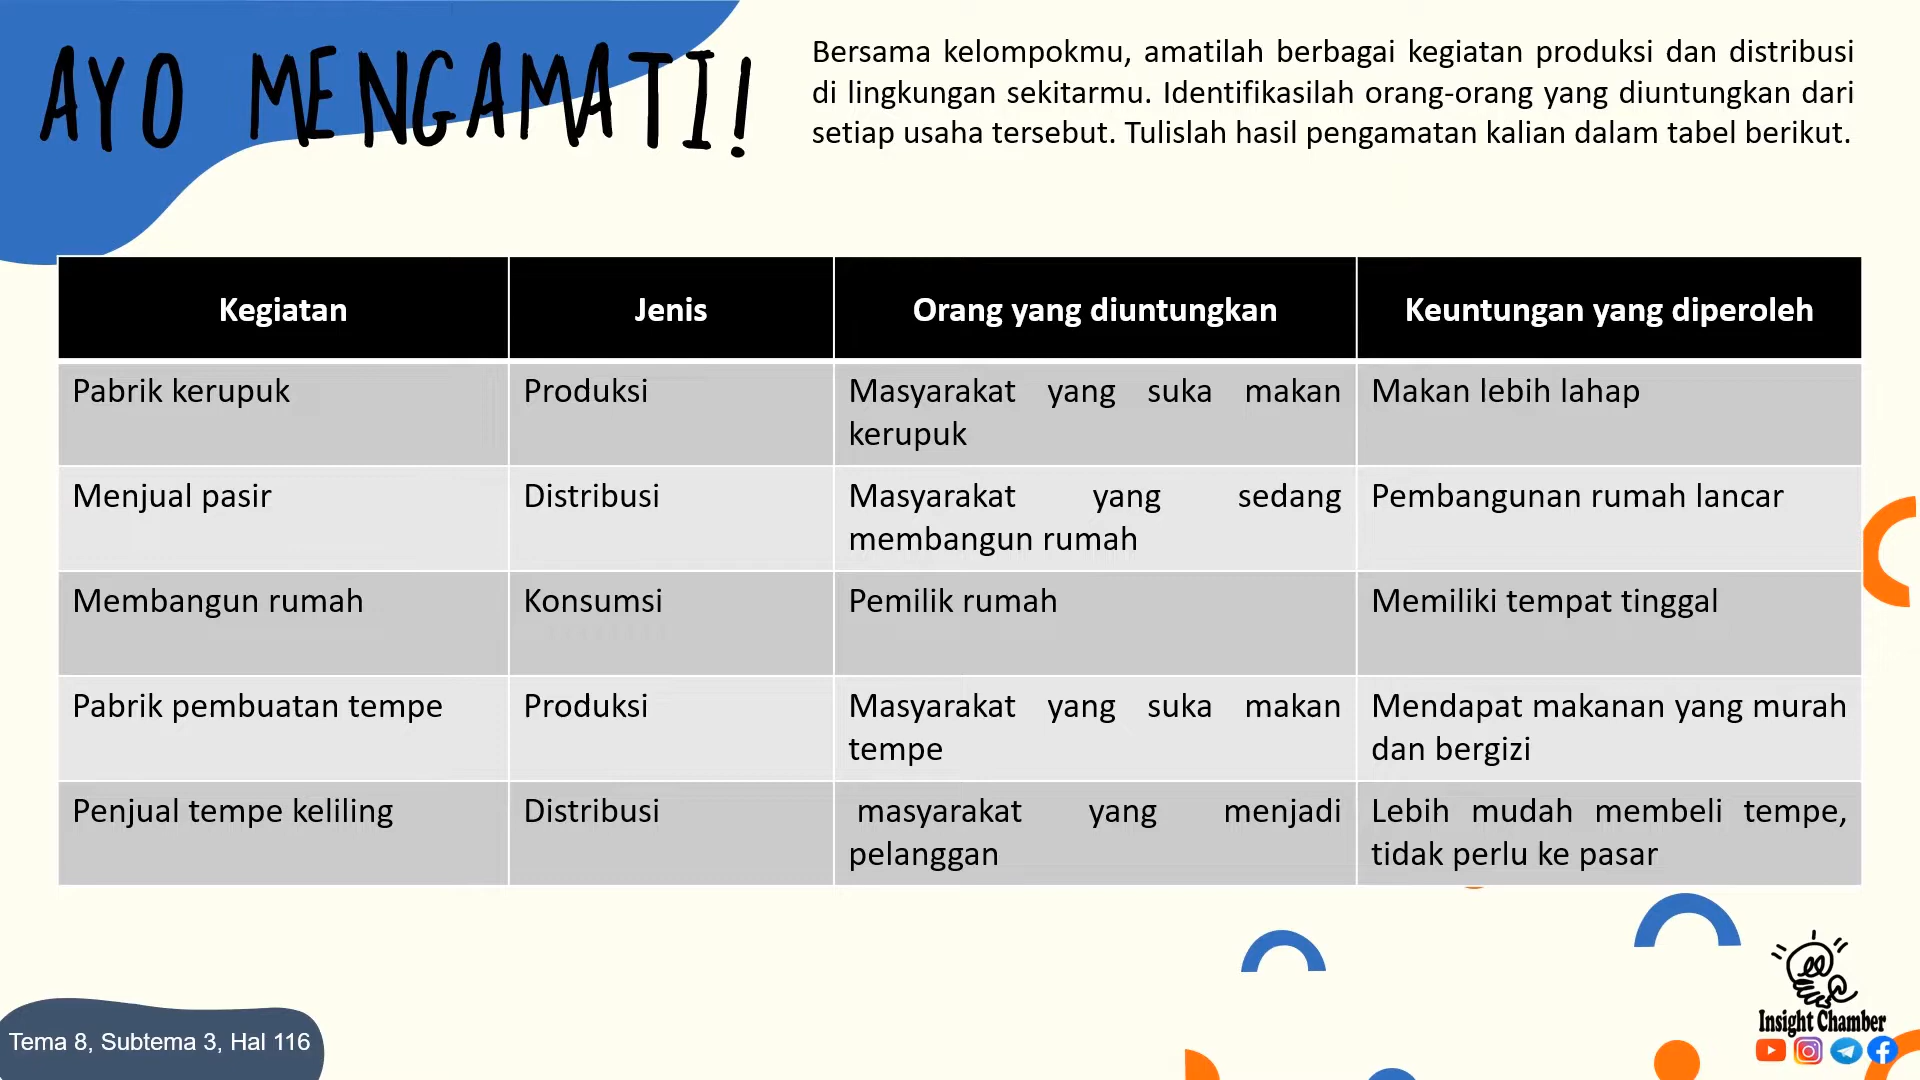 AYO MENGAMATI!
Bersama kelompokmu, amatilah berbagai kegiatan produksi dan distribusi
di lingkungan sekitarmu. Identifikasilah orang-orang yang diuntungkan dari
setiap usaha tersebut. Tulislah hasil pengamatan kalian dalam tabel berikut.
Kegiatan
Jenis
Orang yang diuntungkan
Keuntungan yang diperoleh
Pabrik kerupuk
Produksi
Masyarakat yang suka makan
kerupuk
Makan lebih lahap
Menjual pasir
Distribusi
Masyarakat yang sedang
membangun rumah
Pembangunan rumah lancar
Membangun rumah
Konsumsi
Pemilik rumah
Memiliki tempat tinggal
Pabrik pembuatan tempe
Produksi
Masyarakat yang suka makan
tempe
Mendapat makanan yang murah
dan bergizi
Penjual tempe keliling
Distribusi
masyarakat yang menjadi
pelanggan
Lebih mudah membeli tempe,
tidak perlu ke pasar
Tema 8, Subtema 3, Hal 116
Insight Chamber